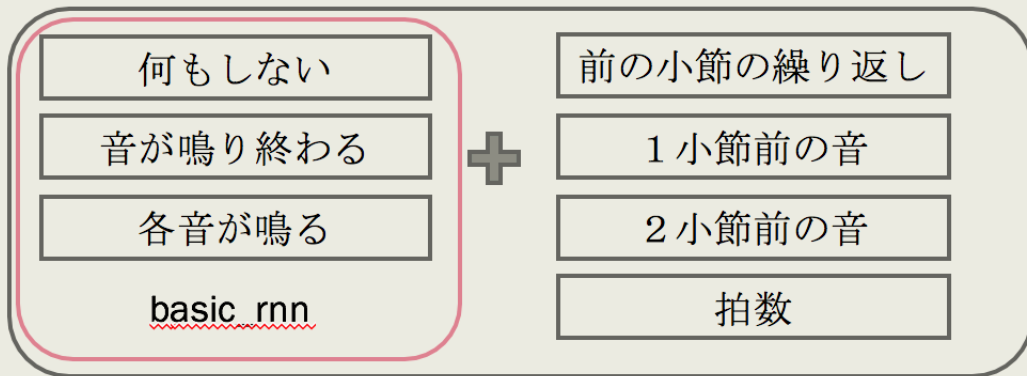 何もしない
音が鳴り終わる
各音が鳴る
basic_rnn
前の小節の繰り返し
１小節前の音
２小節前の音
拍数